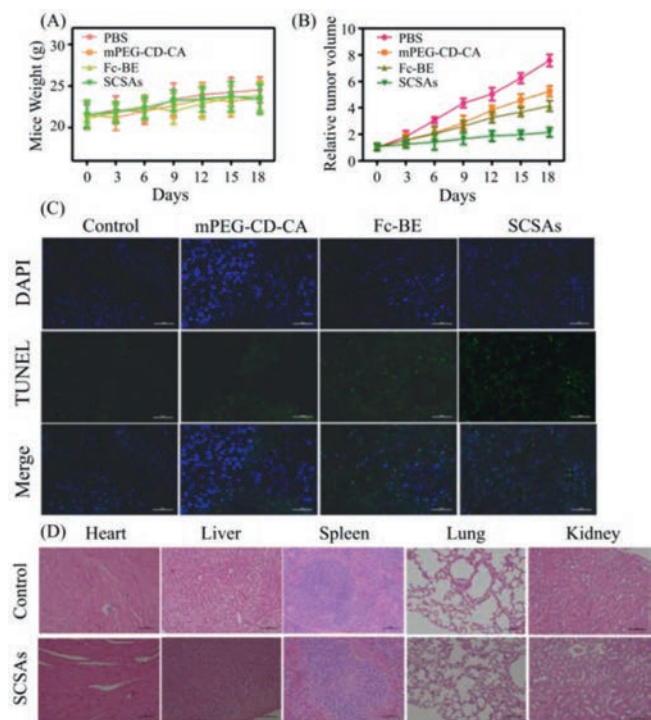 (A)
Mice Weight (g)
30
25
20
PBS
mPEG-CD-CA
Fc-BE
SCSAs
0 3 6 9 12 15 18
Days
(B)
Relative tumor volume
10
8
6
4
2
0
PBS
mPEG-CD-CA
Fc-BE
SCSAs
0 3 6 9 12 15 18
Days
(C)
Control mPEG-CD-CA Fc-BE SCSAs
DAPI
TUNEL
Merge
(D)
Heart Liver Spleen Lung Kidney
Control
SCSAs